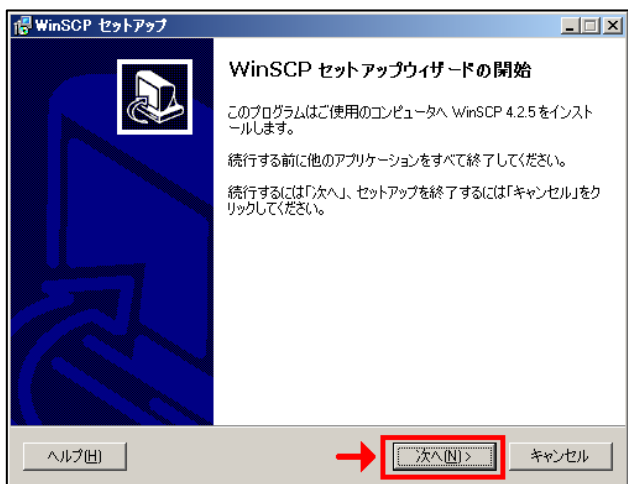 WinSCP セットアップ
WinSCP セットアップウィザードの開始
このプログラムはご使用のコンピュータへ WinSCP 4.2.5 をインスト
ールします。
続行する前に他のアプリケーションをすべて終了してください。
続行するには「次へ」、セットアップを終了するには「キャンセル」をク
リックしてください。
ヘルプ(H)
次へ(N) >
キャンセル